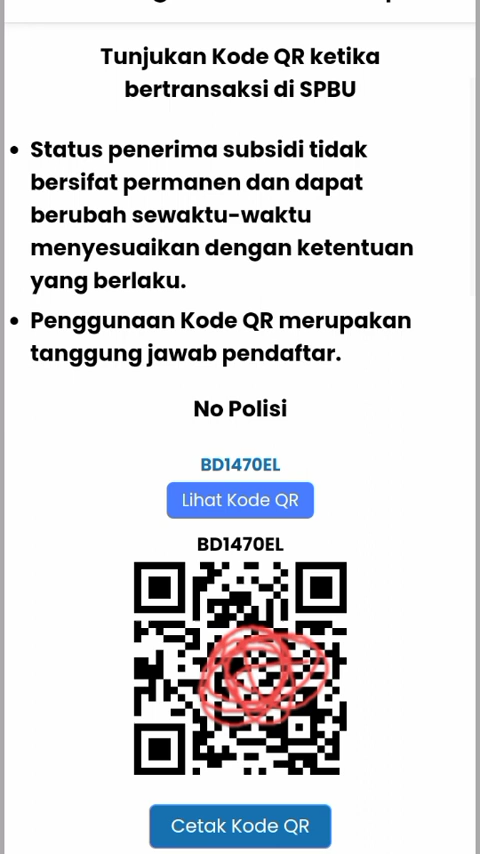 Tunjukan Kode QR ketika
bertransaksi di SPBU
• Status penerima subsidi tidak
bersifat permanen dan dapat
berubah sewaktu-waktu
menyesuaikan dengan ketentuan
yang berlaku.
• Penggunaan Kode QR merupakan
tanggung jawab pendaftar.
No Polisi
BD1470EL
Lihat Kode QR
BD1470EL
Cetak Kode QR